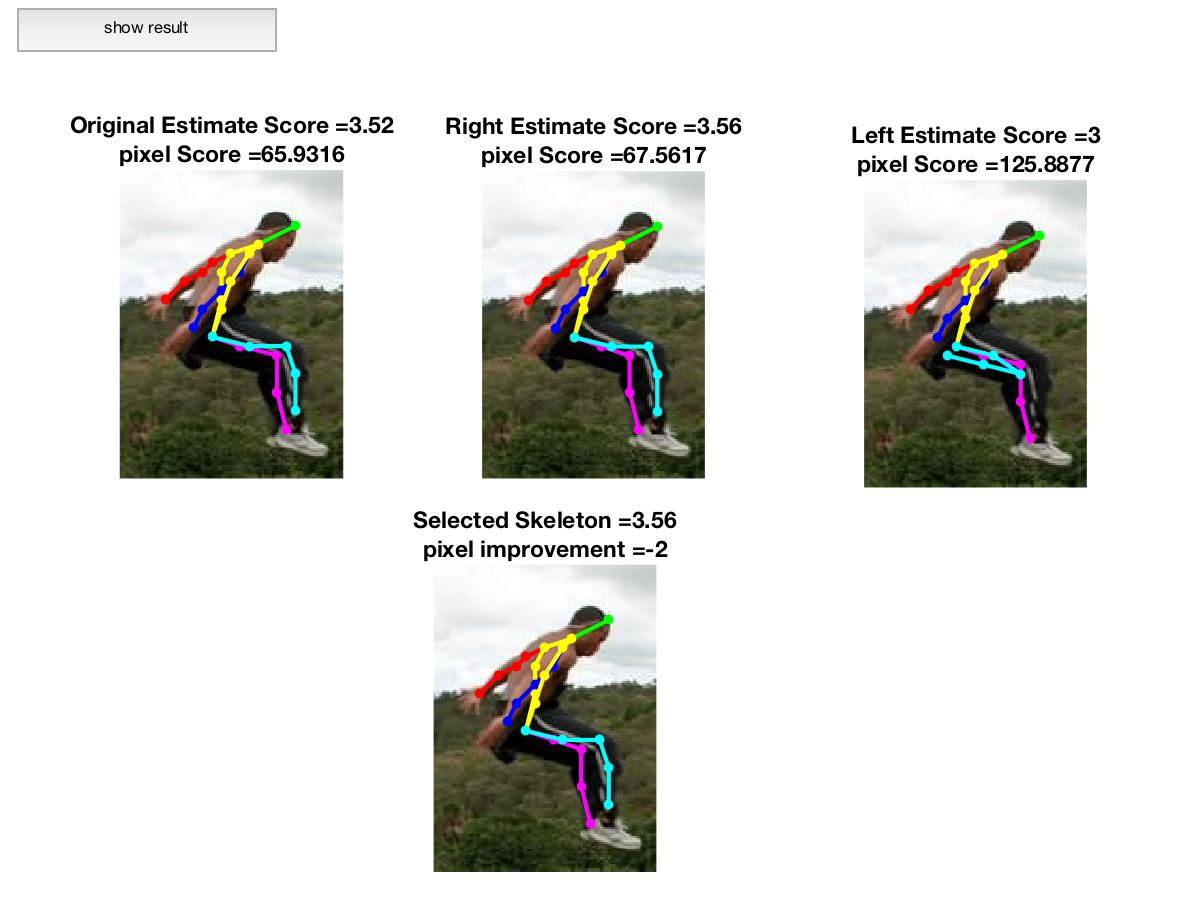 show result
Original Estimate Score =3.52
pixel Score =65.9316
Right Estimate Score =3.56
pixel Score =67.5617
Left Estimate Score =3
pixel Score =125.8877
Selected Skeleton =3.56
pixel improvement =-2